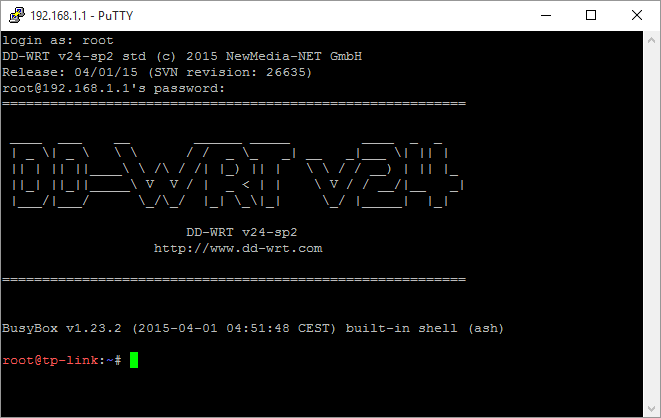 192.168.1.1 - PuTTY
login as: root
DD-WRT v24-sp2 std (c) 2015 NewMedia-NET GmbH
Release: 04/01/15 (SVN revision: 26635)
root@192.168.1.1's password:
==========================================================
DD-WRT v24
DD-WRT v24-sp2
http://www.dd-wrt.com
==========================================================
BusyBox v1.23.2 (2015-04-01 04:51:48 CEST) built-in shell (ash)
root@tp-link:~#